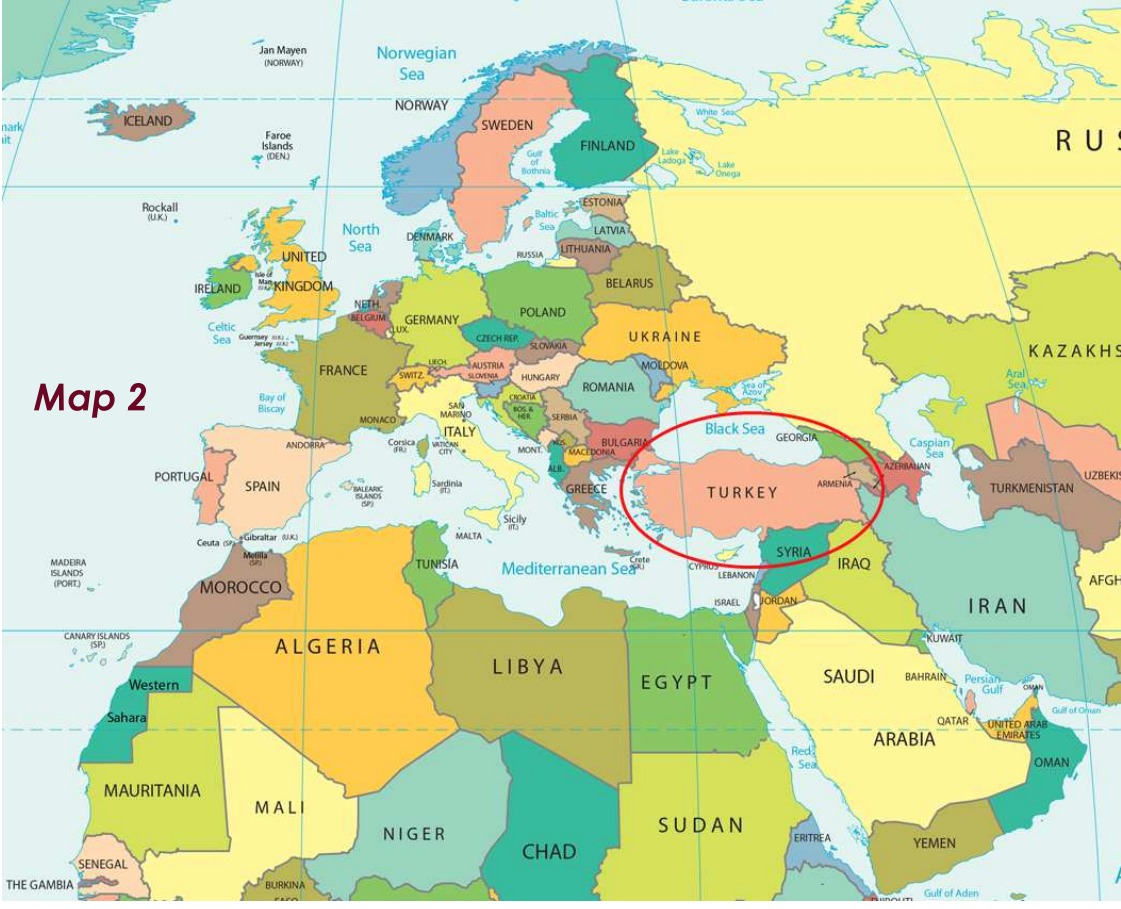 Jan Mayen
(NORWAY)
Norwegian
Sea
NORWAY
ICELAND
SWEDEN
FINLAND
White Sea
RUS
Faroe
Islands
(DEN.)
Gulf
of
Bothnia
Lake
Ladoga
Lake
Onega
Rockall
(U.K.)
ESTONIA
Baltic
Sea
LATVIA
North
Sea
DENMARK
LITHUANIA
RUSSIA
UNITED
KINGDOM
Isle of
Man
(U.K.)
IRELAND
BELARUS
NETH.
BELGIUM
LUX.
GERMANY
POLAND
Celtic
Sea
Guernsey (U.K.)
Jersey (U.K.)
CZECH REP.
SLOVAKIA
UKRAINE
KAZAKHS
FRANCE
LIECH.
SWITZ.
AUSTRIA
SLOVENIA
HUNGARY
MOLDOVA
ROMANIA
Sea of
Azov
Aral
Sea
Map 2
Bay of
Biscay
CROATIA
BOS. &
HER.
SERBIA
SAN
MARINO
MONACO
ITALY
ANDORRA
Corsica
(FR.)
VATICAN
CITY
MONT.
KOS.
BULGARIA
MACEDONIA
ALB.
Black Sea
GEORGIA
Caspian
Sea
AZERBAIJAN
ARMENIA
PORTUGAL
SPAIN
BALEARIC
ISLANDS
(SP.)
Sardinia
(IT.)
GREECE
TURKEY
TURKMENISTAN
UZBEKIS
Sicily
(IT.)
MALTA
Ceuta (SP.)
Gibraltar (U.K.)
Melilla
(SP.)
TUNISIA
Mediterranean Sea
Crete
(GR.)
CYPRUS
LEBANON
SYRIA
IRAQ
MADEIRA
ISLANDS
(PORT.)
MOROCCO
AFGH
ISRAEL
JORDAN
IRAN
CANARY ISLANDS
(SP.)
ALGERIA
LIBYA
EGYPT
KUWAIT
Western
Sahara
SAUDI
ARABIA
BAHRAIN
Persian
Gulf
OMAN
Gulf of Oman
QATAR
UNITED ARAB
EMIRATES
Red
Sea
OMAN
MAURITANIA
MALI
NIGER
CHAD
SUDAN
ERITREA
YEMEN
SENEGAL
THE GAMBIA
BURKINA
Gulf of Aden